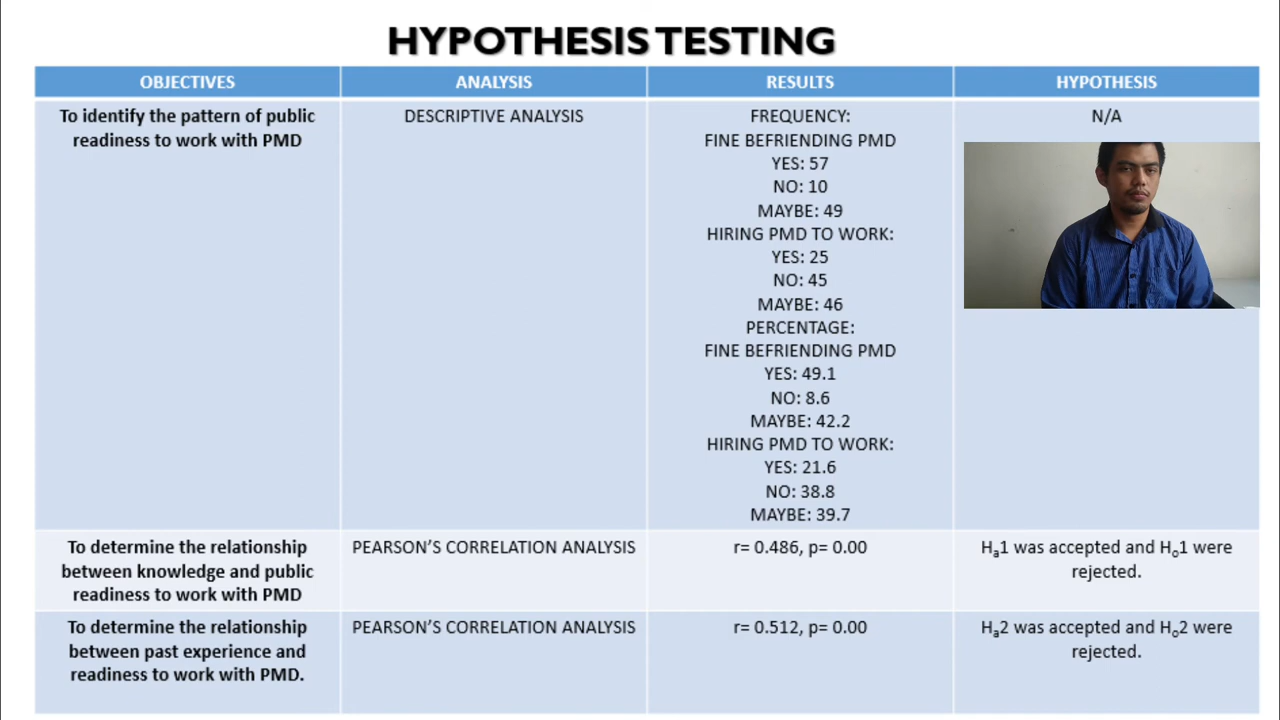 HYPOTHESIS TESTING
OBJECTIVES
ANALYSIS
RESULTS
HYPOTHESIS
To identify the pattern of public
readiness to work with PMD
DESCRIPTIVE ANALYSIS
FREQUENCY:
FINE BEFRIENDING PMD
YES: 57
NO: 10
MAYBE: 49
HIRING PMD TO WORK:
YES: 25
NO: 45
MAYBE: 46
PERCENTAGE:
FINE BEFRIENDING PMD
YES: 49.1
NO: 8.6
MAYBE: 42.2
HIRING PMD TO WORK:
YES: 21.6
NO: 38.8
MAYBE: 39.7
N/A
To determine the relationship
between knowledge and public
readiness to work with PMD
PEARSON'S CORRELATION ANALYSIS
r= 0.486, p= 0.00
Hₐ1 was accepted and Hₒ1 were
rejected.
To determine the relationship
between past experience and
readiness to work with PMD.
PEARSON'S CORRELATION ANALYSIS
r= 0.512, p= 0.00
Hₐ2 was accepted and Hₒ2 were
rejected.